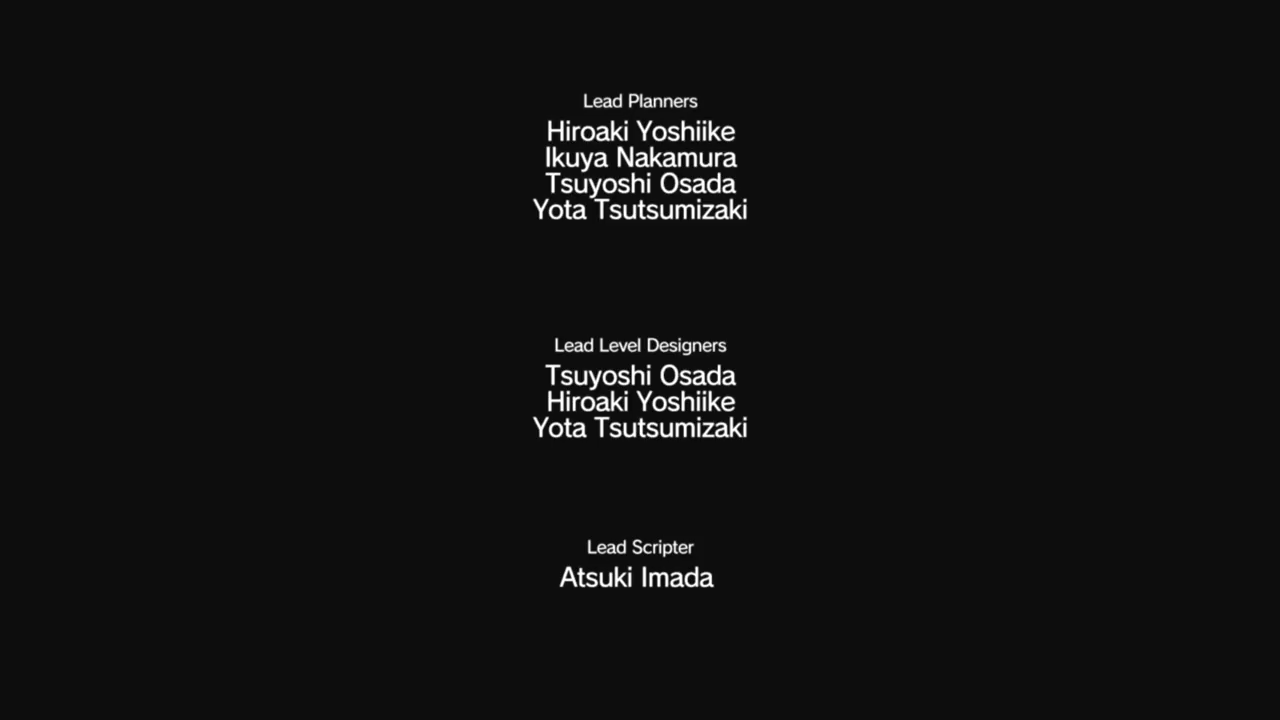 Lead Planners
Hiroaki Yoshiike
Ikuya Nakamura
Tsuyoshi Osada
Yota Tsutsumizaki
Lead Level Designers
Tsuyoshi Osada
Hiroaki Yoshiike
Yota Tsutsumizaki
Lead Scripter
Atsuki Imada